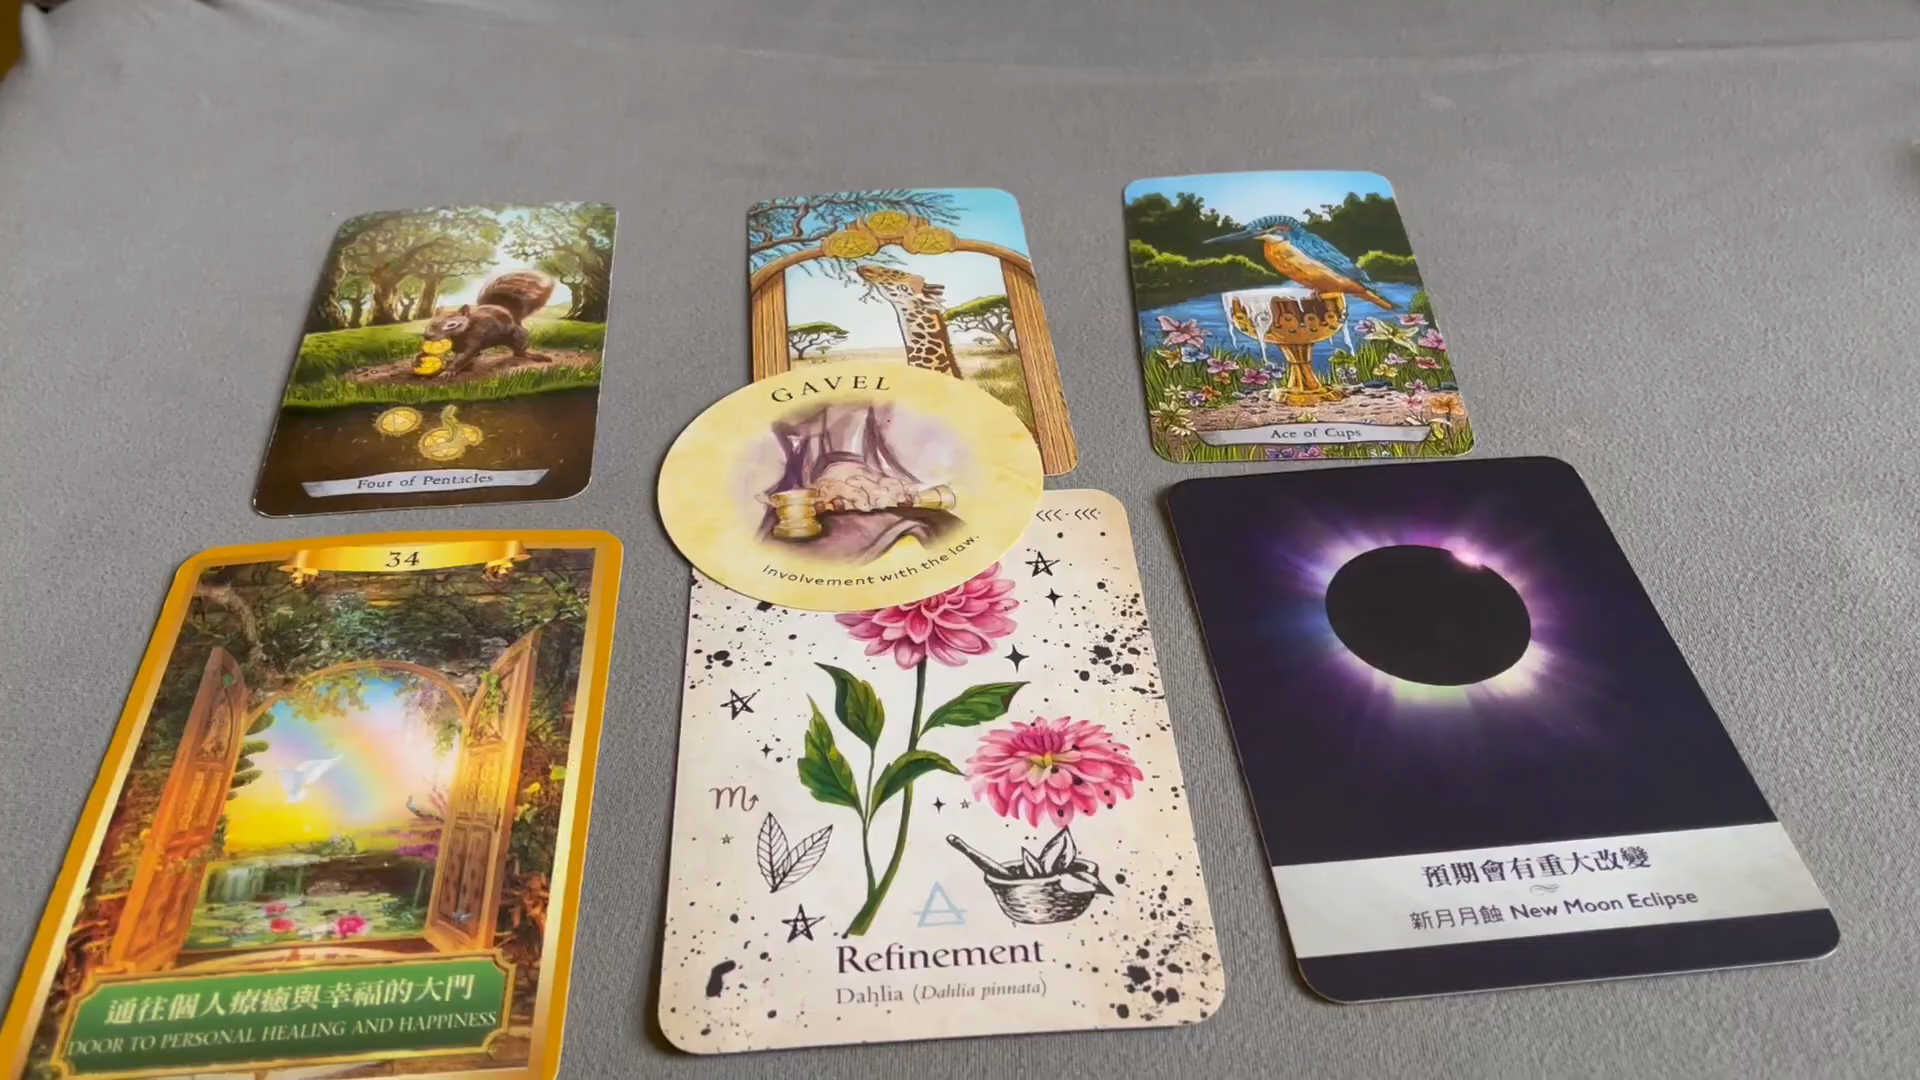 Four of Pentacles
Ace of Cups
GAVEL
Involvement with the law.
34
通往個人療癒與幸福的大門
DOOR TO PERSONAL HEALING AND HAPPINESS
Refinement
Dahlia (Dahlia pinnata)
預期會有重大改變
新月月蝕 New Moon Eclipse